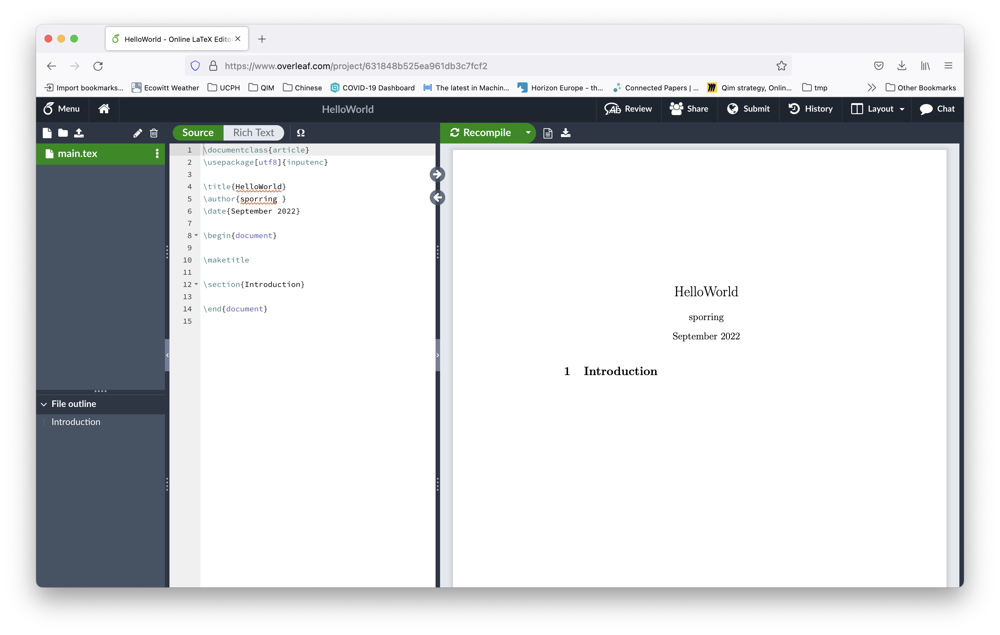 HelloWorld - Online LaTeX Edito
https://www.overleaf.com/project/631848b525ea961db3c7fcf2
Import bookmarks... Ecowitt Weather UCPH QIM Chinese COVID-19 Dashboard The latest in Machin... Horizon Europe - th... Connected Papers | ... Qim strategy, Onlin... tmp Other Bookmarks
Menu HelloWorld Review Share Submit History Layout Chat
Source Rich Text Ω Recompile
main.tex
File outline
Introduction
1 \documentclass{article}
2 \usepackage[utf8]{inputenc}
3
4 \title{HelloWorld}
5 \author{sporring }
6 \date{September 2022}
7
8 \begin{document}
9
10 \maketitle
11
12 \section{Introduction}
13
14 \end{document}
15
HelloWorld
sporring
September 2022
1 Introduction